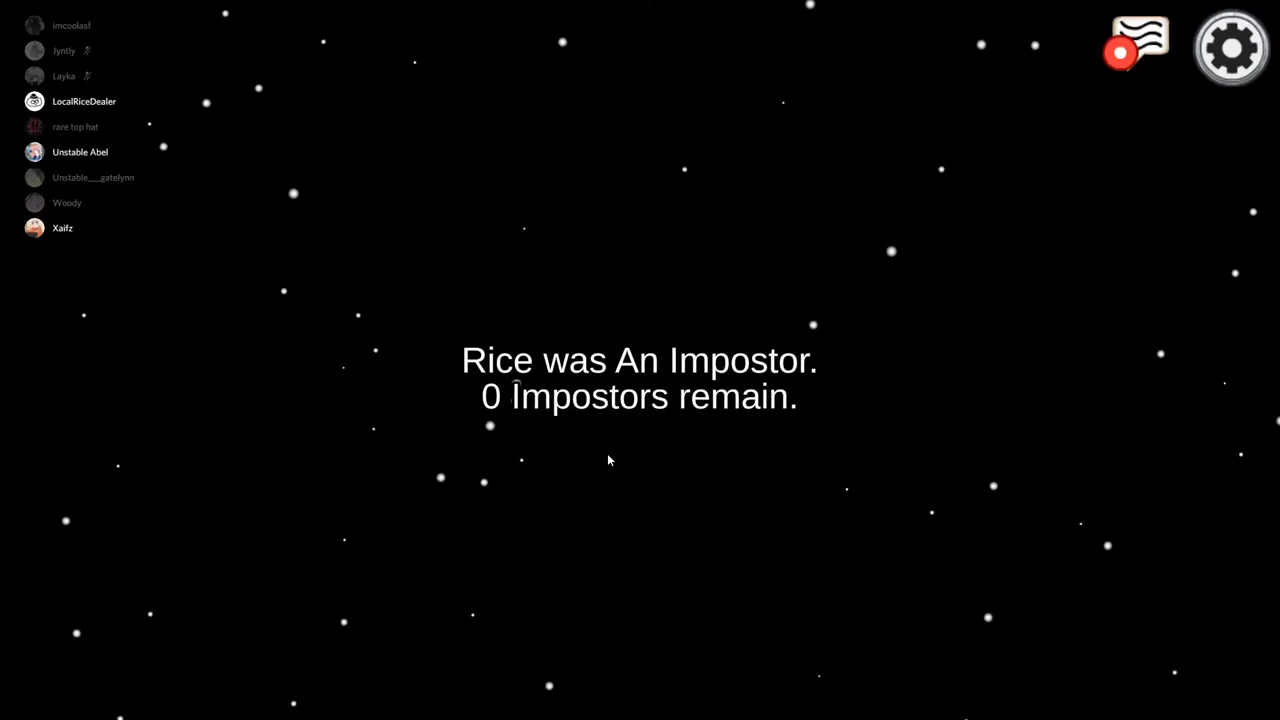 imcoolasf
Jyntly
Layka
LocalRiceDealer
rare top hat
Unstable Abel
Unstable___gatelynn
Woody
Xaifz
Rice was An Impostor.
0 Impostors remain.